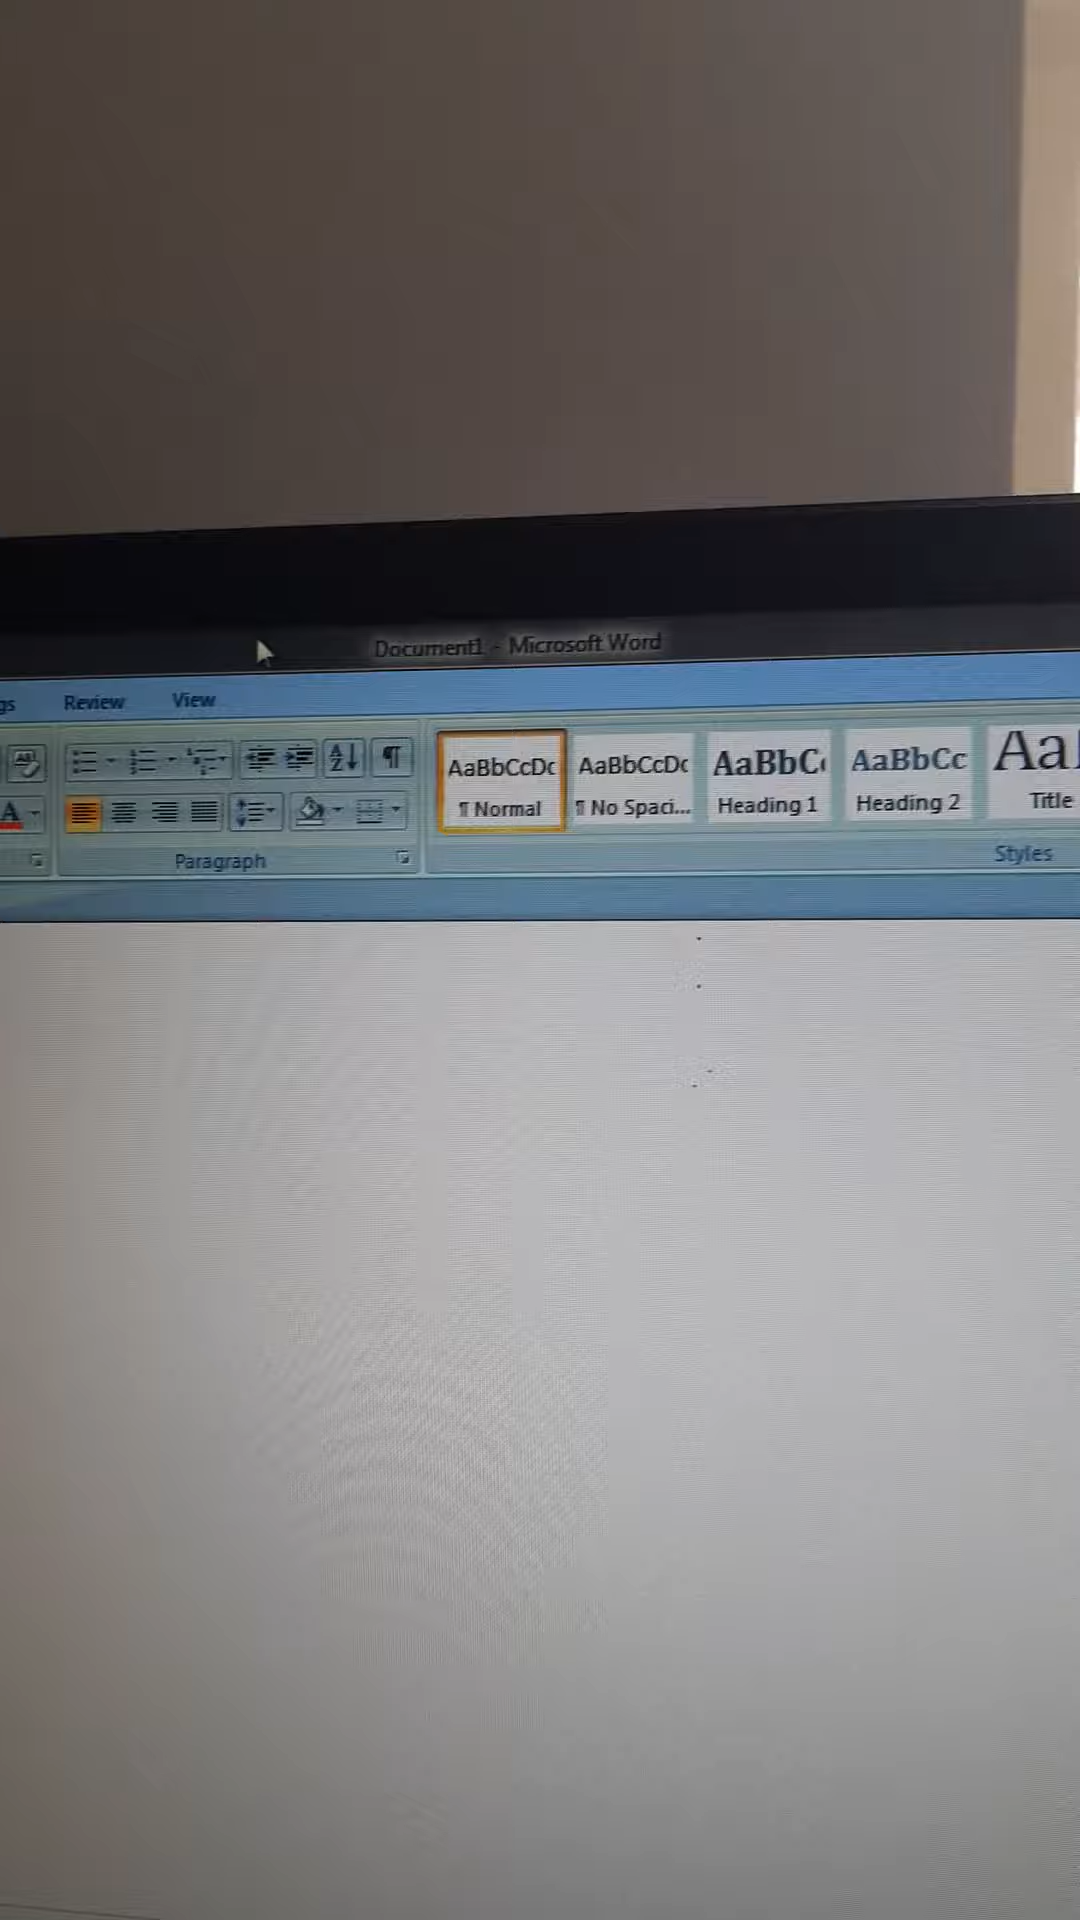 Document1 - Microsoft Word
gs Review View
AaBbCcDc AaBbCcDc AaBbC AaBbCc Aa
¶ Normal ¶ No Spaci... Heading 1 Heading 2 Title
Paragraph Styles